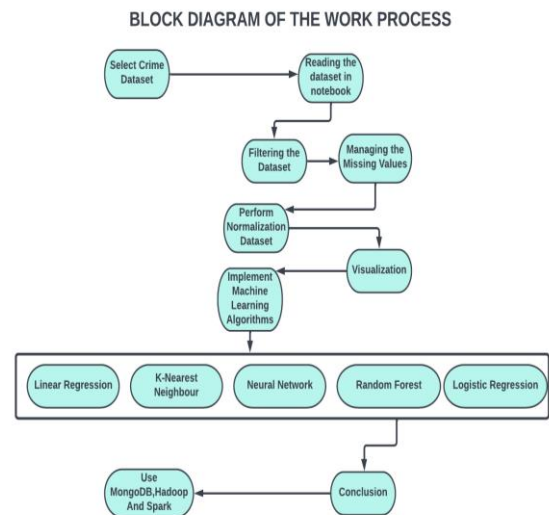 BLOCK DIAGRAM OF THE WORK PROCESS
Select Crime
Dataset
Reading the
dataset in
notebook
Filtering the
Dataset
Managing the
Missing Values
Perform
Normalization
Dataset
Visualization
Implement
Machine
Learning
Algorithms
Linear Regression
K-Nearest
Neighbour
Neural Network
Random Forest
Logistic Regression
Conclusion
Use
MongoDB,Hadoop
And Spark